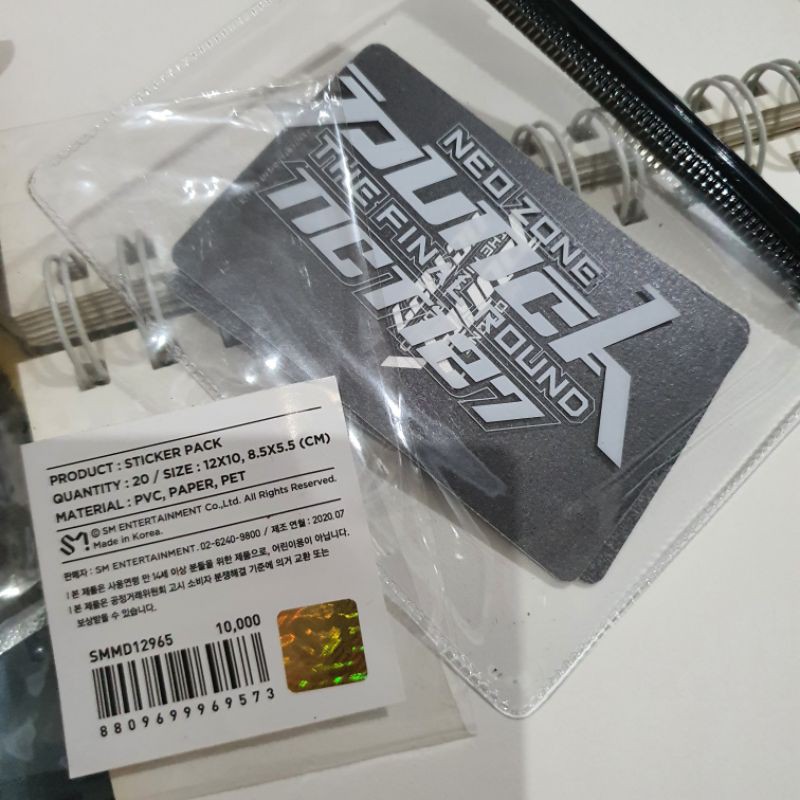 NEO ZONE
PUNCH
THE FINAL ROUND
NCT 127
PRODUCT : STICKER PACK
QUANTITY : 20 / SIZE : 12X10, 8.5X5.5 (CM)
MATERIAL : PVC, PAPER, PET
SM
© SM ENTERTAINMENT Co.,Ltd. All Rights Reserved.
Made in Korea.
판매자 : SM ENTERTAINMENT. 02-6240-9800 / 제조 연월 : 2020.07
본 제품은 사용연령 만 14세 이상 분들을 위한 제품으로, 어린이용이 아닙니다.
본 제품은 공정거래위원회 고시 소비자 분쟁해결 기준에 의거 교환 또는
보상받을 수 있습니다.
SMMD12965 10,000
8809699969573